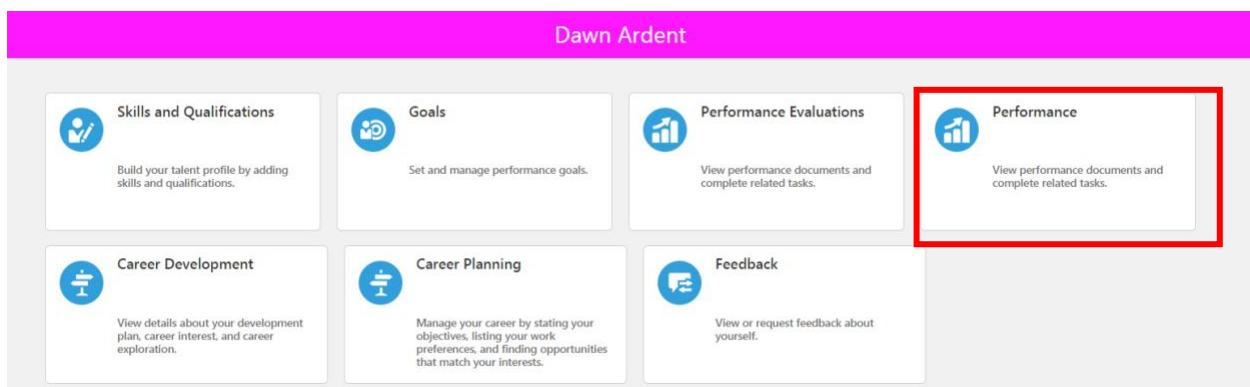 Dawn Ardent
Skills and Qualifications
Build your talent profile by adding
skills and qualifications.
Goals
Set and manage performance goals.
Performance Evaluations
View performance documents and
complete related tasks.
Performance
View performance documents and
complete related tasks.
Career Development
View details about your development
plan, career interest, and career
exploration.
Career Planning
Manage your career by stating your
objectives, listing your work
preferences, and finding opportunities
that match your interests.
Feedback
View or request feedback about
yourself.